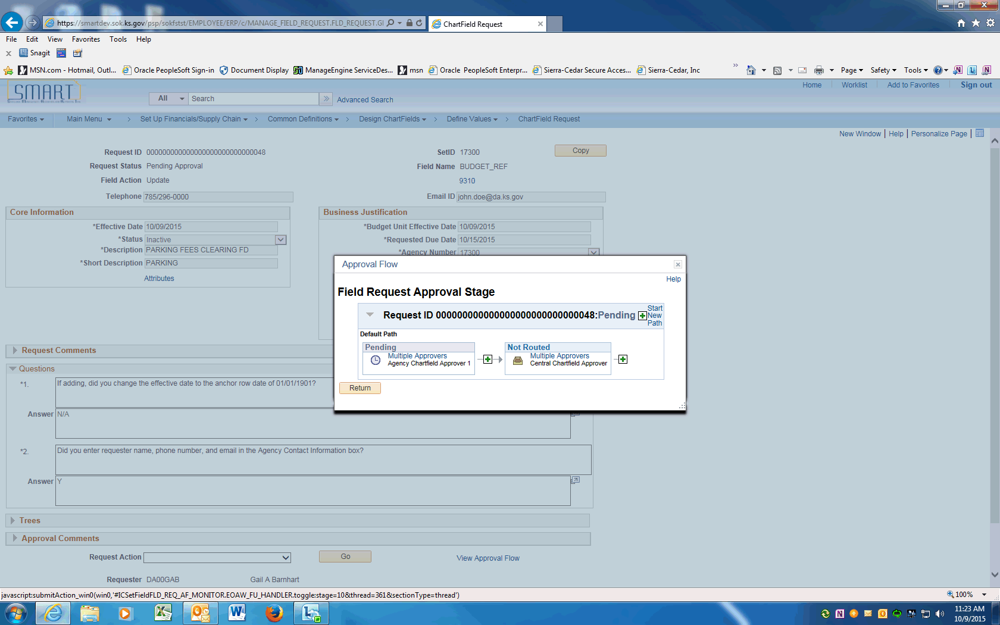 https://smartdev.sok.ks.gov/psp/sokfstst/EMPLOYEE/ERP/c/MANAGE_FIELD_REQUEST.FLD_REQUEST.GI
ChartField Request
File Edit View Favorites Tools Help
Snagit
MSN.com - Hotmail, Outl... Oracle PeopleSoft Sign-in Document Display ManageEngine ServiceDes... msn Oracle PeopleSoft Enterpr... Sierra-Cedar Secure Acces... Sierra-Cedar, Inc
Page Safety Tools
SMART
Home Worklist Add to Favorites Sign out
All Search Advanced Search
Favorites Main Menu > Set Up Financials/Supply Chain > Common Definitions > Design ChartFields > Define Values > ChartField Request
New Window | Help | Personalize Page |
Request ID 0000000000000000000000000048 SetID 17300 Copy
Request Status Pending Approval Field Name BUDGET_REF
Field Action Update 9310
Telephone 785/296-0000 Email ID john.doe@da.ks.gov
Core Information Business Justification
*Effective Date 10/09/2015 *Budget Unit Effective Date 10/09/2015
*Status Inactive *Requested Due Date 10/15/2015
*Description PARKING FEES CLEARING FD *Agency Number 17300
*Short Description PARKING
Attributes
Approval Flow
Help
Field Request Approval Stage
Request ID 0000000000000000000000000048:Pending Start New Path
Default Path
Pending Not Routed
Multiple Approvers Multiple Approvers
Agency Chartfield Approver 1 Central Chartfield Approver
Return
Request Comments
Questions
*1. If adding, did you change the effective date to the anchor row date of 01/01/1901?
Answer N/A
*2. Did you enter requester name, phone number, and email in the Agency Contact Information box?
Answer Y
Trees
Approval Comments
Request Action Go View Approval Flow
Requester DA00GAB Gail A Barnhart
javascript:submitAction_win0(win0,'#ICSetFieldFLD_REQ_AF_MONITOR.EOAW_FU_HANDLER.toggle:stage=10&thread=361&sectionType=thread')
100%
11:23 AM
10/9/2015